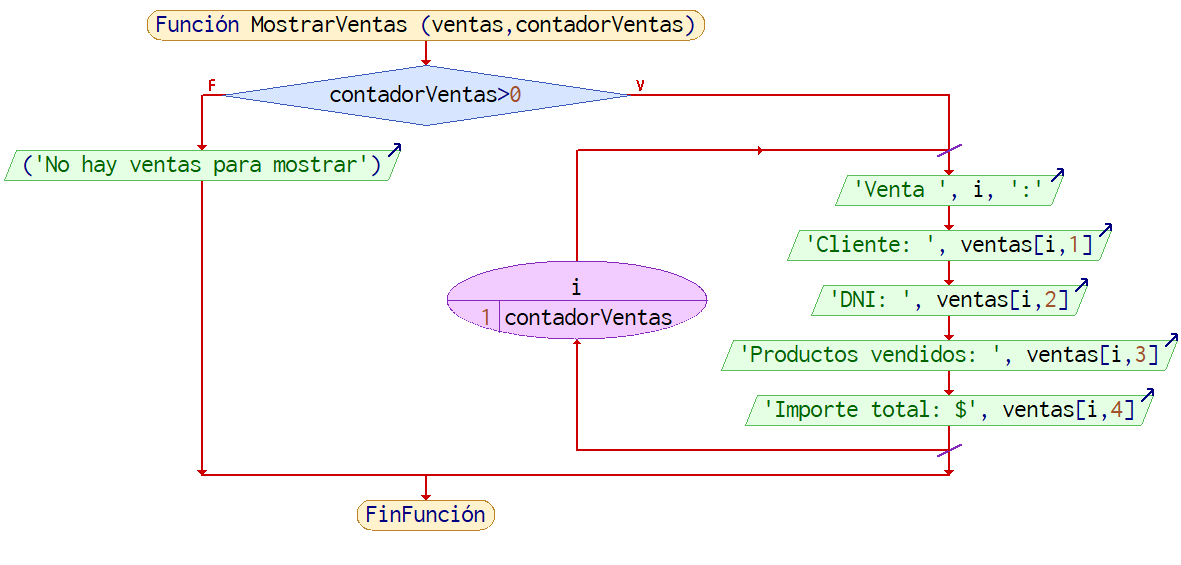 Función MostrarVentas (ventas,contadorVentas)
contadorVentas>0
F
V
('No hay ventas para mostrar')
'Venta ', i, ':'
'Cliente: ', ventas[i,1]
i
1 contadorVentas
'DNI: ', ventas[i,2]
'Productos vendidos: ', ventas[i,3]
'Importe total: $', ventas[i,4]
FinFunción